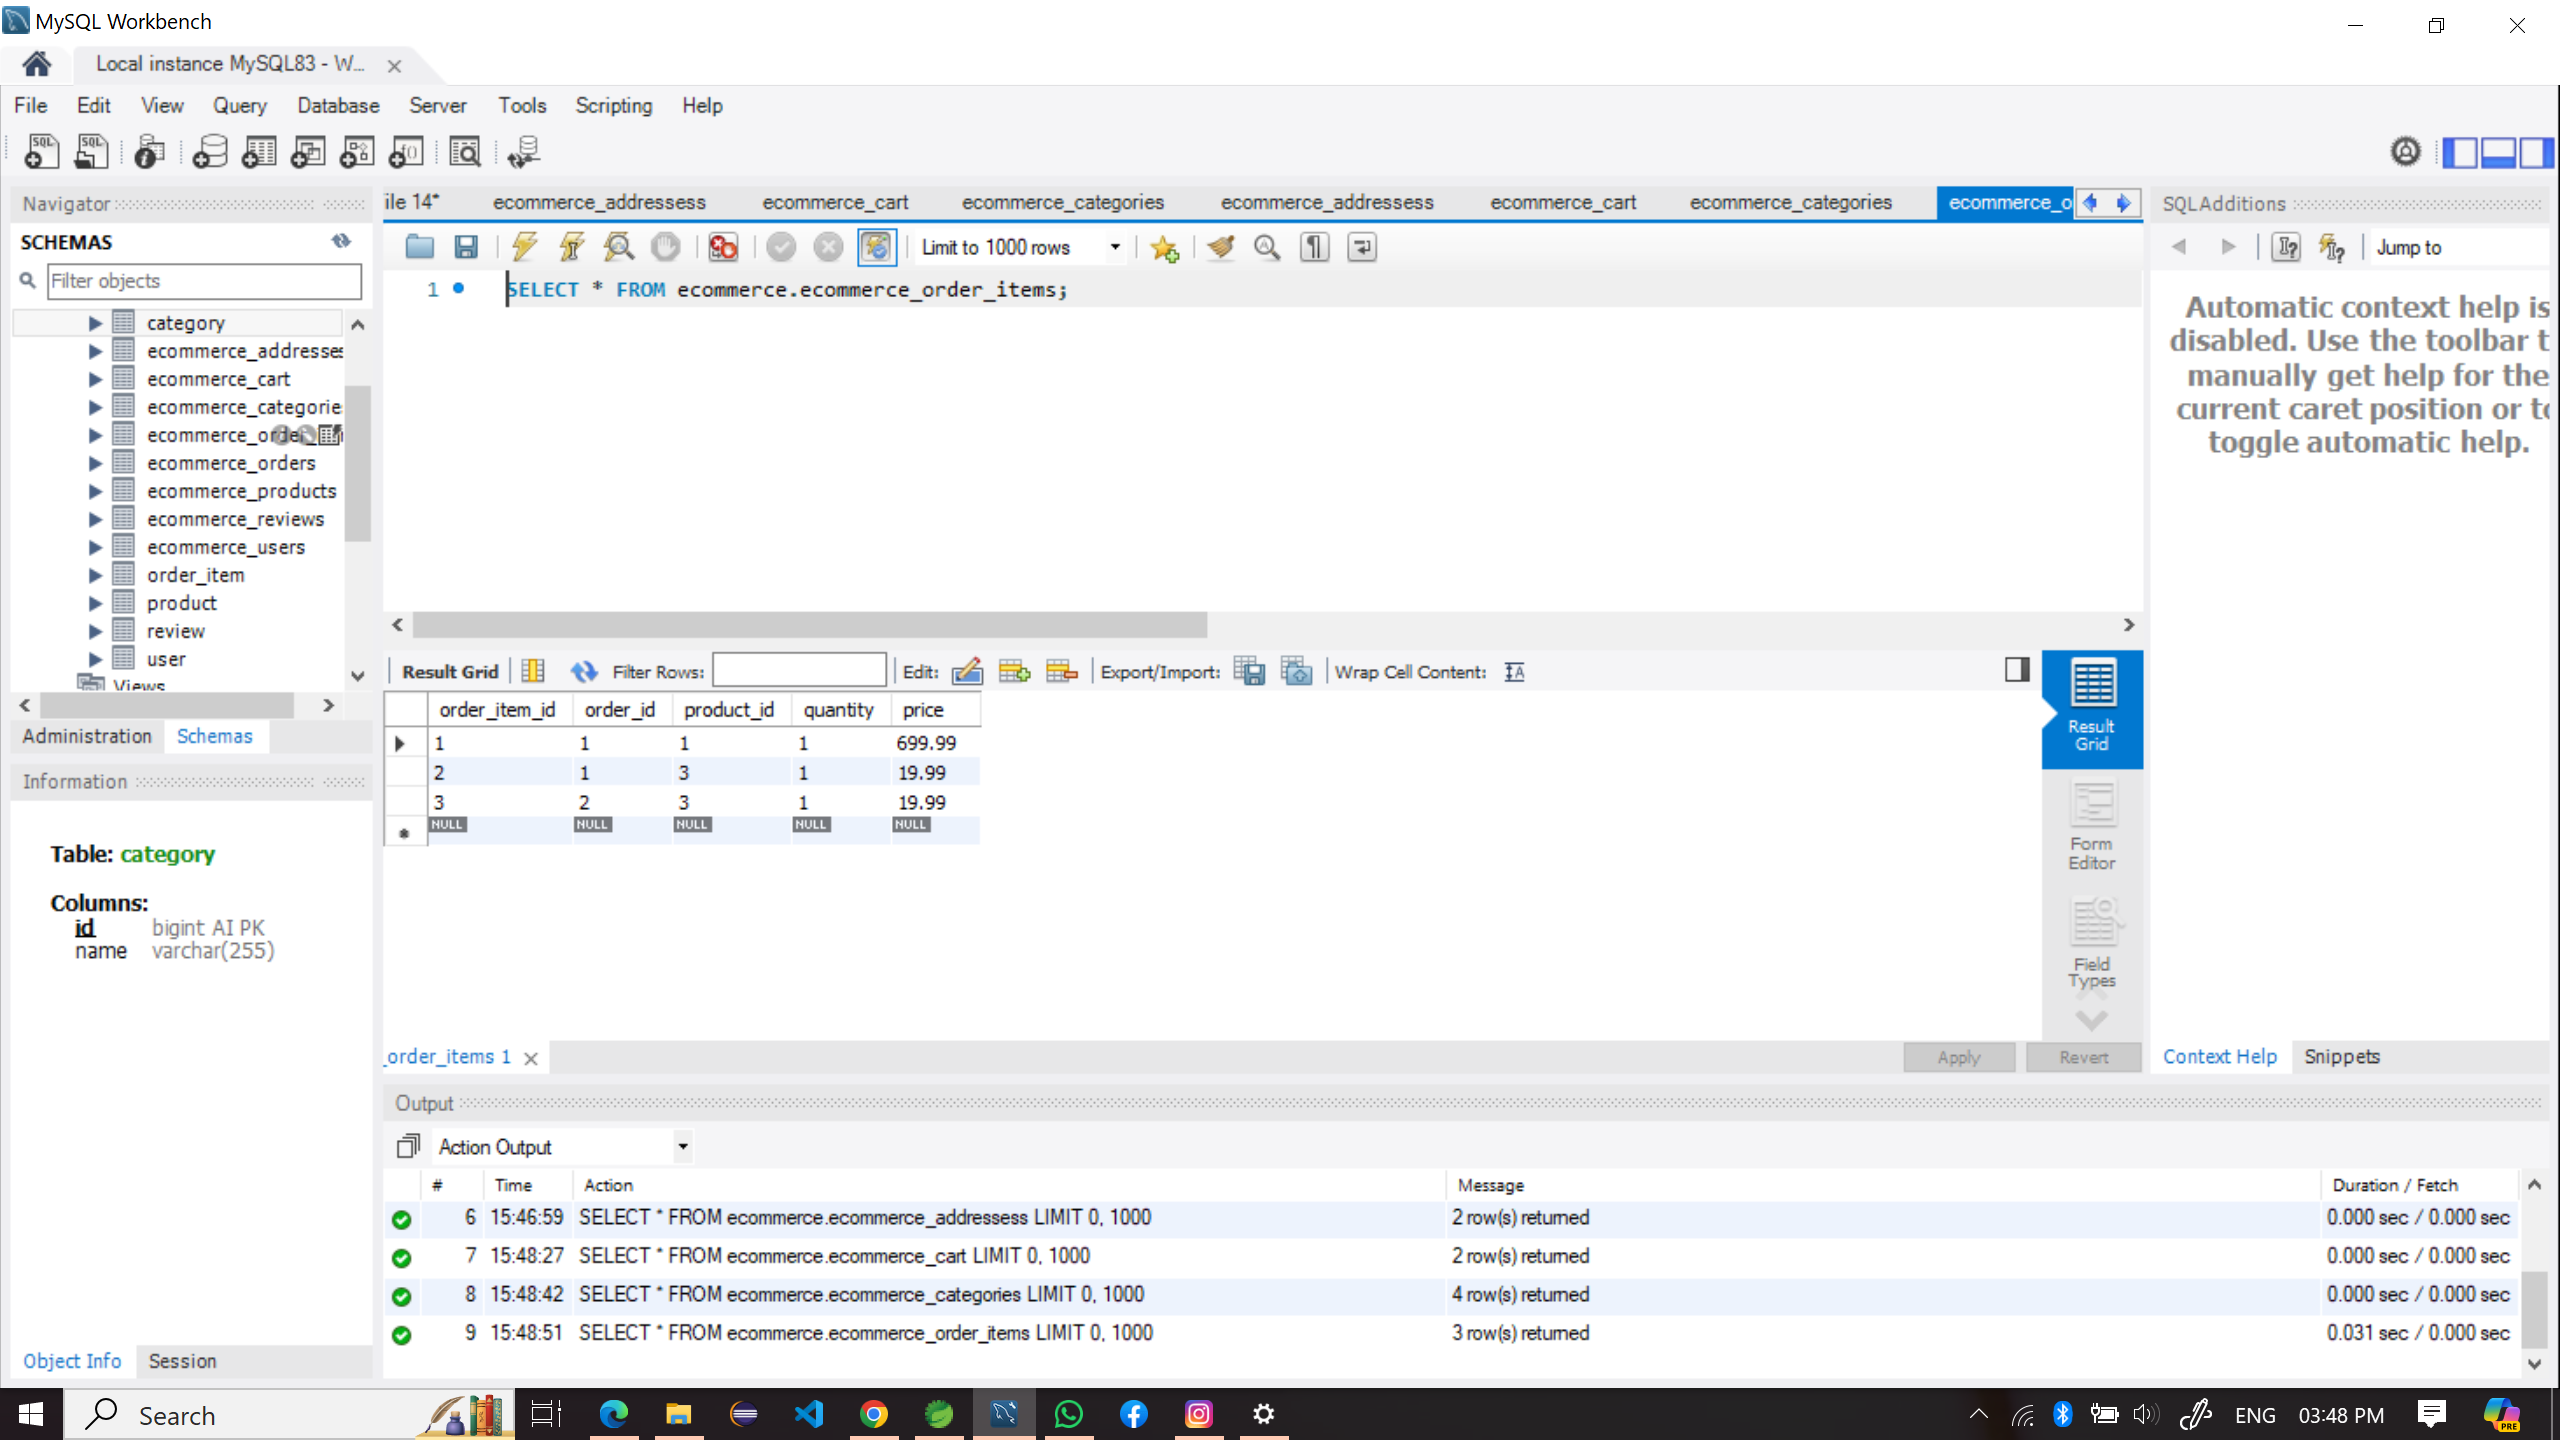 MySQL Workbench
Local instance MySQL83 - W...
File Edit View Query Database Server Tools Scripting Help
Navigator
SCHEMAS
Filter objects
category
ecommerce_addresses
ecommerce_cart
ecommerce_categorie
ecommerce_orders
ecommerce_products
ecommerce_reviews
ecommerce_users
order_item
product
review
user
Views
Administration Schemas
Information
Table: category
Columns:
id bigint AI PK
name varchar(255)
Object Info Session
ile 14* ecommerce_addressess ecommerce_cart ecommerce_categories ecommerce_addressess ecommerce_cart ecommerce_categories ecommerce_o
Limit to 1000 rows
1 SELECT * FROM ecommerce.ecommerce_order_items;
Result Grid Filter Rows: Edit: Export/Import: Wrap Cell Content:
order_item_id order_id product_id quantity price
1 1 1 1 699.99
2 1 3 1 19.99
3 2 3 1 19.99
NULL NULL NULL NULL NULL
Result Grid
Form Editor
Field Types
_order_items 1
Apply Revert
SQLAdditions
Jump to
Automatic context help is
disabled. Use the toolbar t
manually get help for the
current caret position or to
toggle automatic help.
Context Help Snippets
Output
Action Output
# Time Action Message Duration / Fetch
6 15:46:59 SELECT * FROM ecommerce.ecommerce_addressess LIMIT 0, 1000 2 row(s) returned 0.000 sec / 0.000 sec
7 15:48:27 SELECT * FROM ecommerce.ecommerce_cart LIMIT 0, 1000 2 row(s) returned 0.000 sec / 0.000 sec
8 15:48:42 SELECT * FROM ecommerce.ecommerce_categories LIMIT 0, 1000 4 row(s) returned 0.000 sec / 0.000 sec
9 15:48:51 SELECT * FROM ecommerce.ecommerce_order_items LIMIT 0, 1000 3 row(s) returned 0.031 sec / 0.000 sec
Search
ENG 03:48 PM
PRE